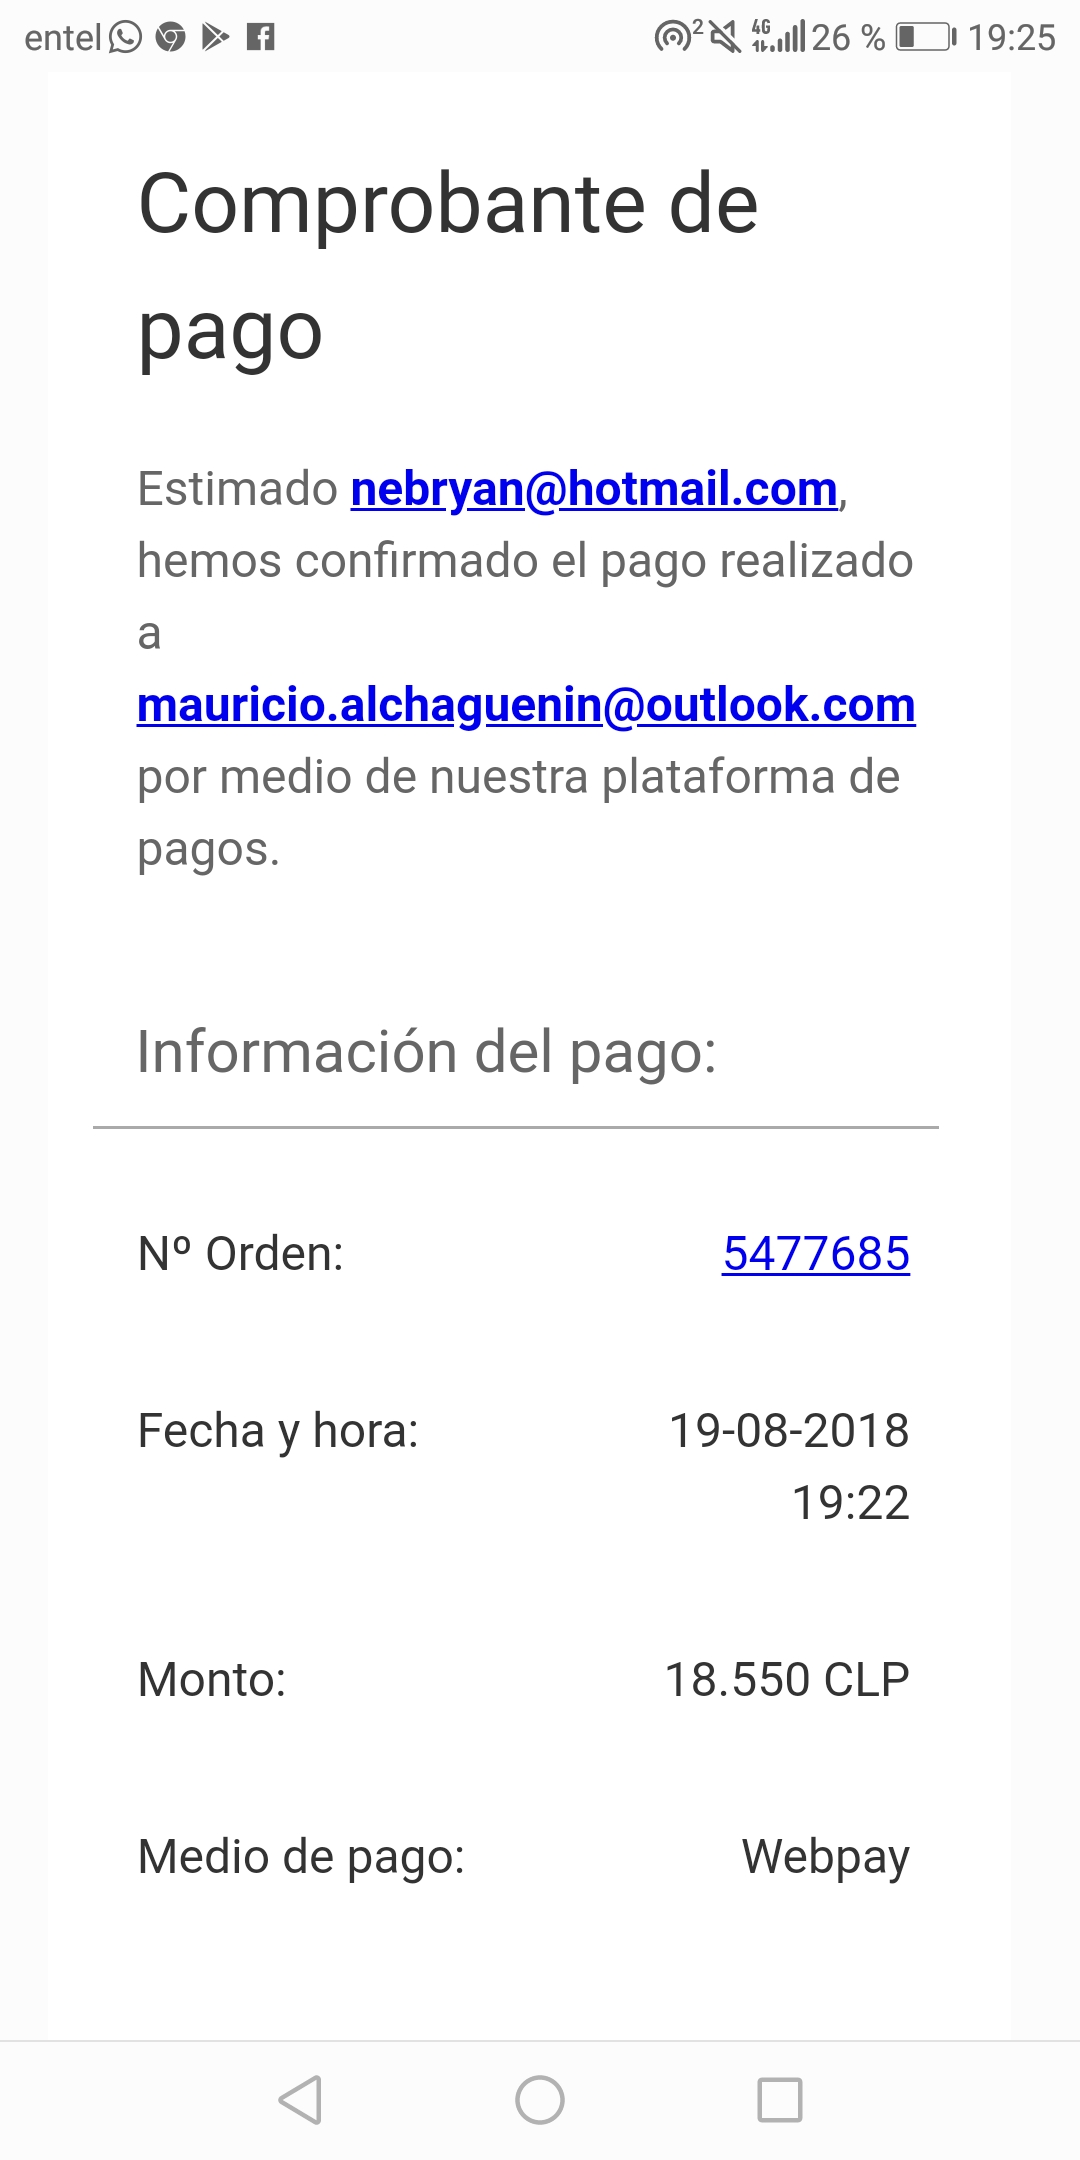 entel 2 4G 26 % 19:25
Comprobante de
pago
Estimado nebryan@hotmail.com,
hemos confirmado el pago realizado
a
mauricio.alchaguenin@outlook.com
por medio de nuestra plataforma de
pagos.
Información del pago:
Nº Orden: 5477685
Fecha y hora: 19-08-2018
19:22
Monto: 18.550 CLP
Medio de pago: Webpay